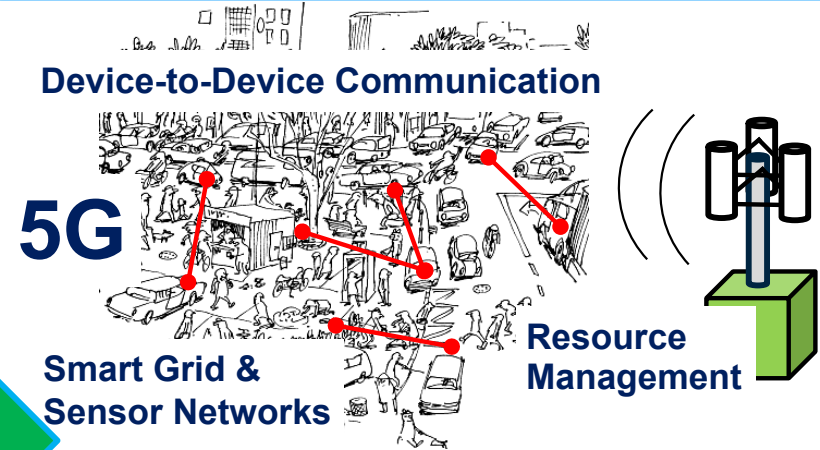 Device-to-Device Communication
5G
Resource
Management
Smart Grid &
Sensor Networks